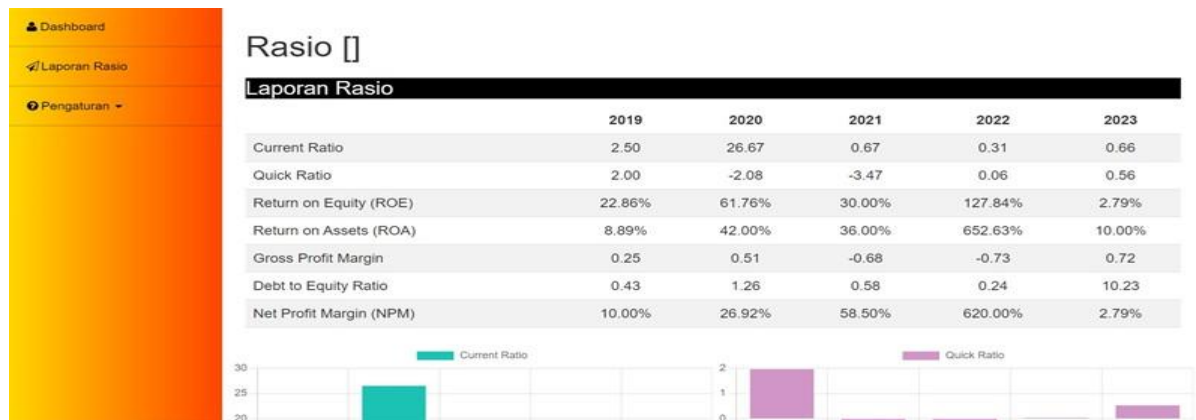 Dashboard
Laporan Rasio
Pengaturan
Rasio []
Laporan Rasio
2019 2020 2021 2022 2023
Current Ratio 2.50 26.67 0.67 0.31 0.66
Quick Ratio 2.00 -2.08 -3.47 0.06 0.56
Return on Equity (ROE) 22.86% 61.76% 30.00% 127.84% 2.79%
Return on Assets (ROA) 8.89% 42.00% 36.00% 652.63% 10.00%
Gross Profit Margin 0.25 0.51 -0.68 -0.73 0.72
Debt to Equity Ratio 0.43 1.26 0.58 0.24 10.23
Net Profit Margin (NPM) 10.00% 26.92% 58.50% 620.00% 2.79%
Current Ratio Quick Ratio
30 2
25 1
20 0